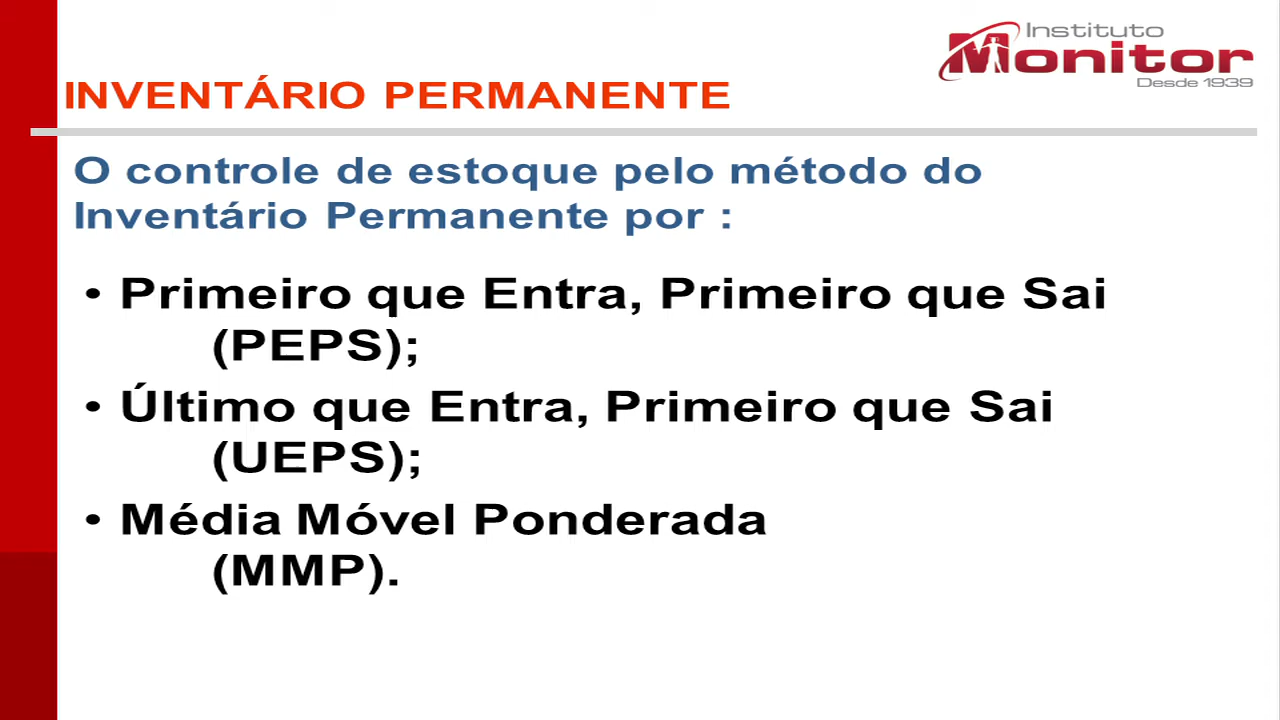 Instituto
Monitor
Desde 1939
INVENTÁRIO PERMANENTE
O controle de estoque pelo método do
Inventário Permanente por :
• Primeiro que Entra, Primeiro que Sai
(PEPS);
• Último que Entra, Primeiro que Sai
(UEPS);
• Média Móvel Ponderada
(MMP).